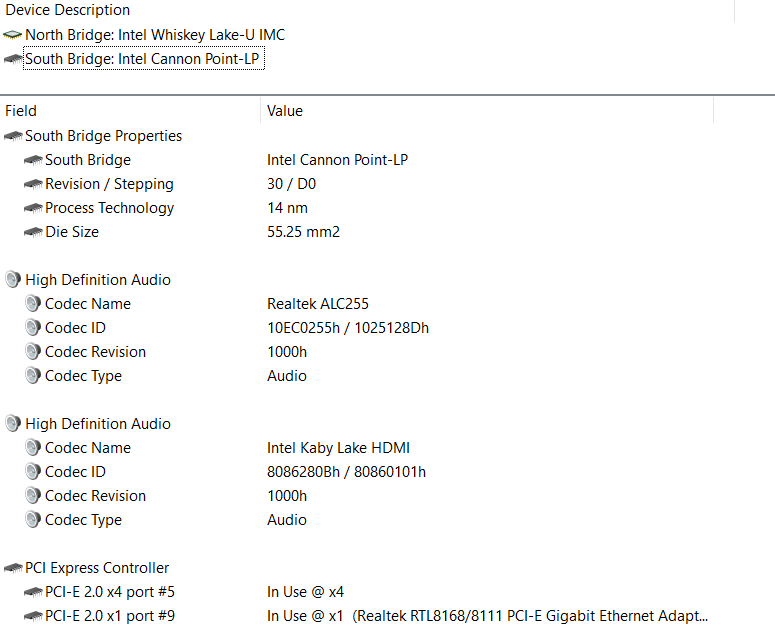 Device Description
North Bridge: Intel Whiskey Lake-U IMC
South Bridge: Intel Cannon Point-LP
Field Value
South Bridge Properties
South Bridge Intel Cannon Point-LP
Revision / Stepping 30 / D0
Process Technology 14 nm
Die Size 55.25 mm2
High Definition Audio
Codec Name Realtek ALC255
Codec ID 10EC0255h / 1025128Dh
Codec Revision 1000h
Codec Type Audio
High Definition Audio
Codec Name Intel Kaby Lake HDMI
Codec ID 8086280Bh / 80860101h
Codec Revision 1000h
Codec Type Audio
PCI Express Controller
PCI-E 2.0 x4 port #5 In Use @ x4
PCI-E 2.0 x1 port #9 In Use @ x1 (Realtek RTL8168/8111 PCI-E Gigabit Ethernet Adapt...